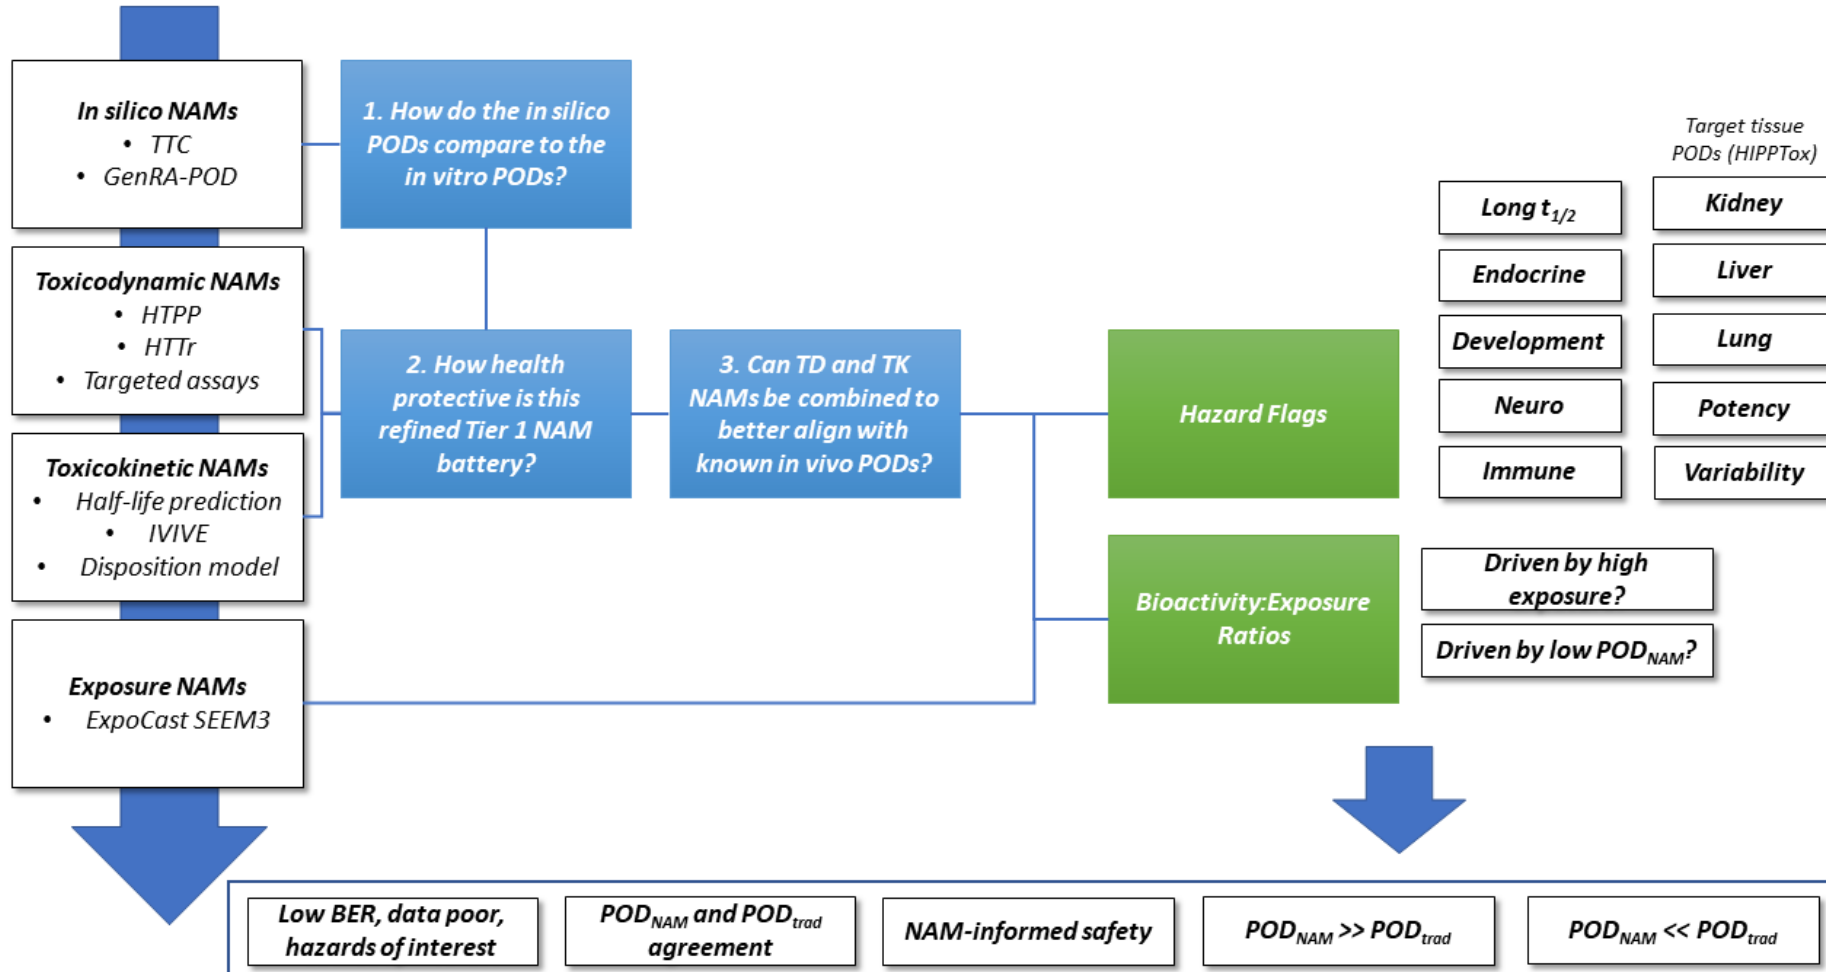 In silico NAMs
• TTC
• GenRA-POD
1. How do the in silico
PODs compare to the
in vitro PODs?
Toxicodynamic NAMs
• HTPP
• HTTr
• Targeted assays
2. How health
protective is this
refined Tier 1 NAM
battery?
3. Can TD and TK
NAMs be combined to
better align with
known in vivo PODs?
Toxicokinetic NAMs
• Half-life prediction
• IVIVE
• Disposition model
Exposure NAMs
• ExpoCast SEEM3
Hazard Flags
Bioactivity:Exposure
Ratios
Long t1/2
Endocrine
Development
Neuro
Immune
Target tissue
PODs (HIPPTox)
Kidney
Liver
Lung
Potency
Variability
Driven by high
exposure?
Driven by low PODNAM?
Low BER, data poor,
hazards of interest
PODNAM and PODtrad
agreement
NAM-informed safety
PODNAM >> PODtrad
PODNAM << PODtrad